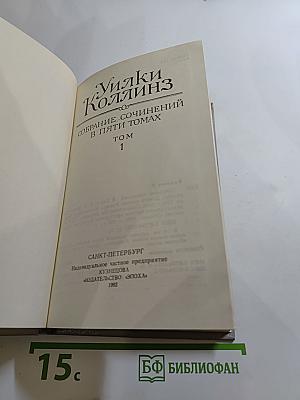 Уилки
Коллинз
СОБРАНИЕ СОЧИНЕНИЙ
В ПЯТИ ТОМАХ
ТОМ
1
САНКТ-ПЕТЕРБУРГ
Индивидуальное частное предприятие
КУЗНЕЦОВА
«ИЗДАТЕЛЬСТВО «ЭПОХА»
1992
15с
БФ БИБЛИОФАН